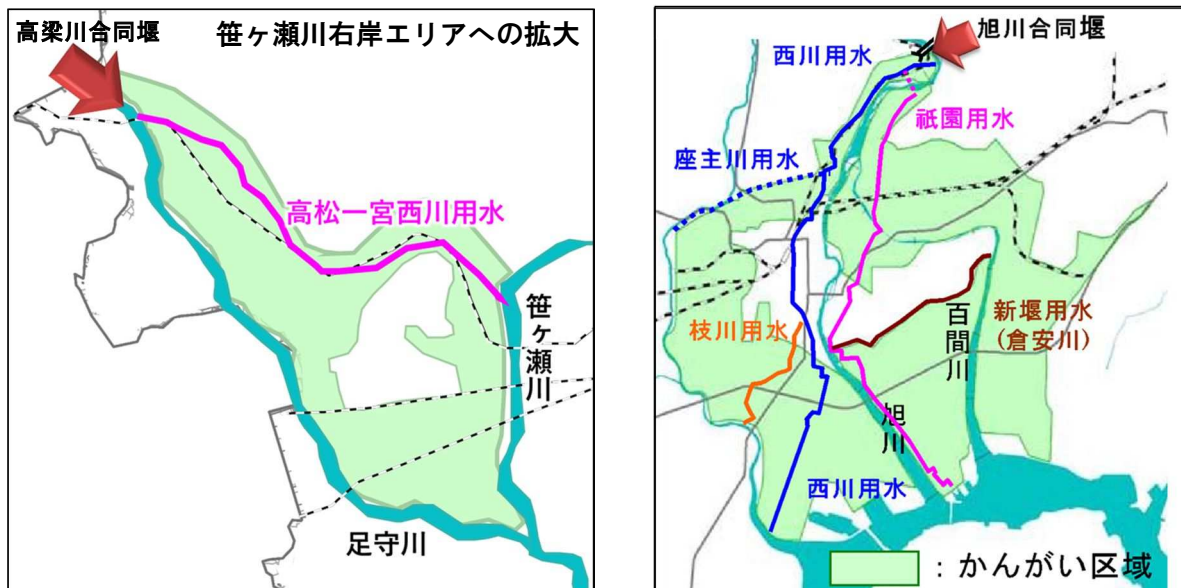 高梁川合同堰
笹ヶ瀬川右岸エリアへの拡大
高松一宮西川用水
笹ヶ瀬川
足守川
旭川合同堰
西川用水
祇園用水
座主川用水
枝川用水
百間川
新堰用水
(倉安川)
旭川
西川用水
：かんがい区域